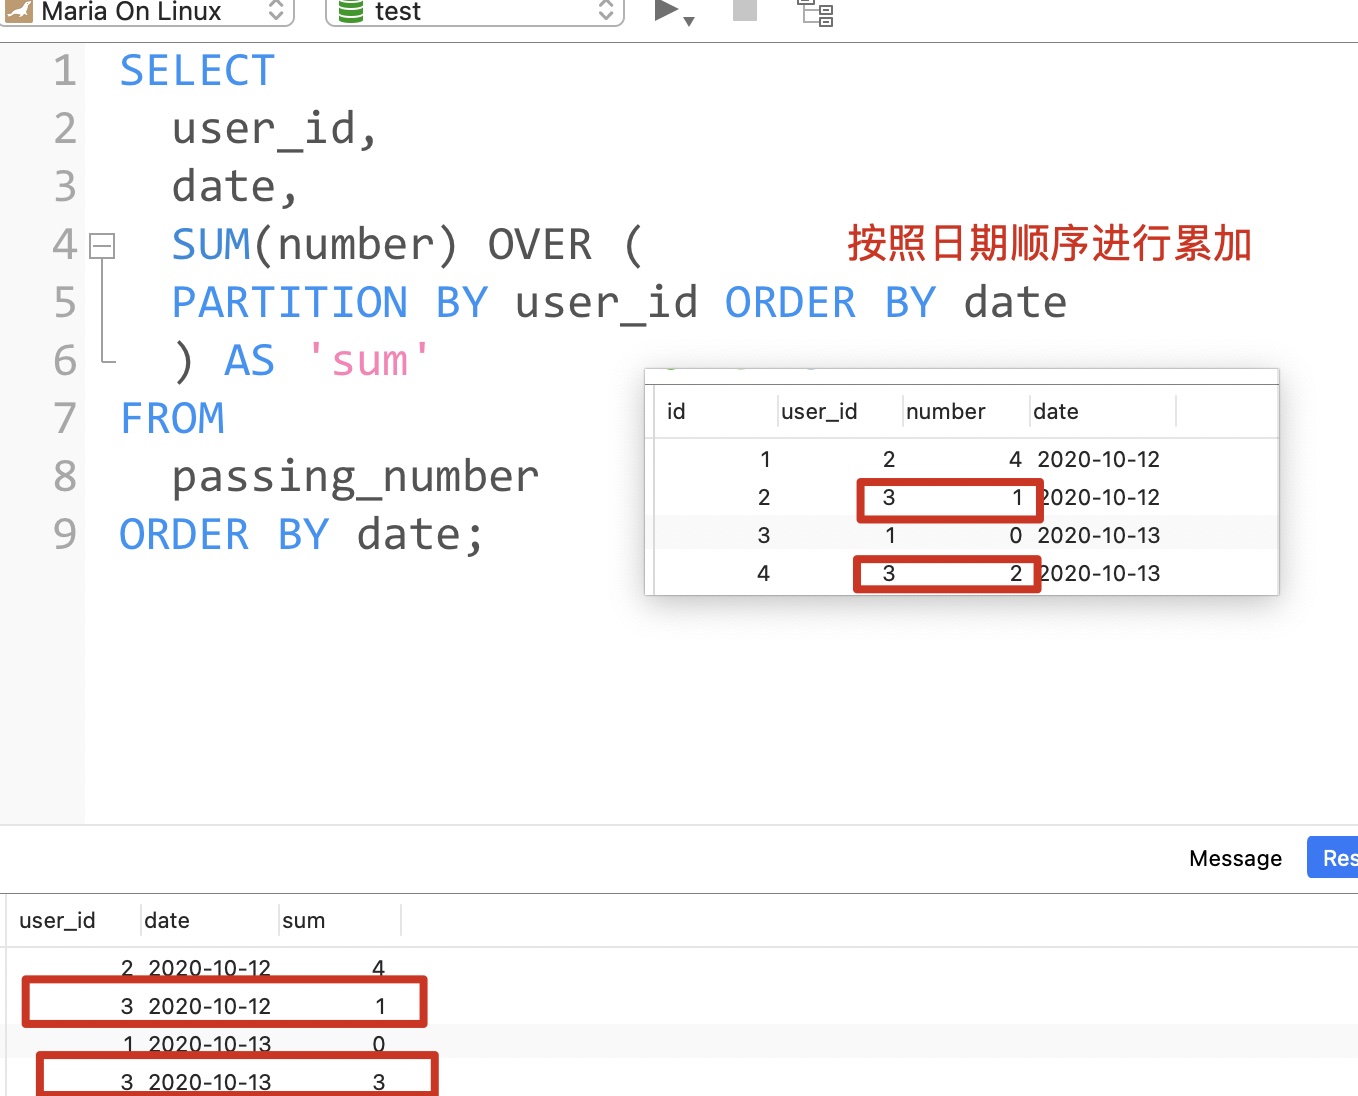 Maria On Linux test
1 SELECT
2 user_id,
3 date,
4 SUM(number) OVER ( 按照日期顺序进行累加
5 PARTITION BY user_id ORDER BY date
6 ) AS 'sum'
7 FROM
8 passing_number
9 ORDER BY date;
id user_id number date
1 2 4 2020-10-12
2 3 1 2020-10-12
3 1 0 2020-10-13
4 3 2 2020-10-13
Message Res
user_id date sum
2 2020-10-12 4
3 2020-10-12 1
1 2020-10-13 0
3 2020-10-13 3